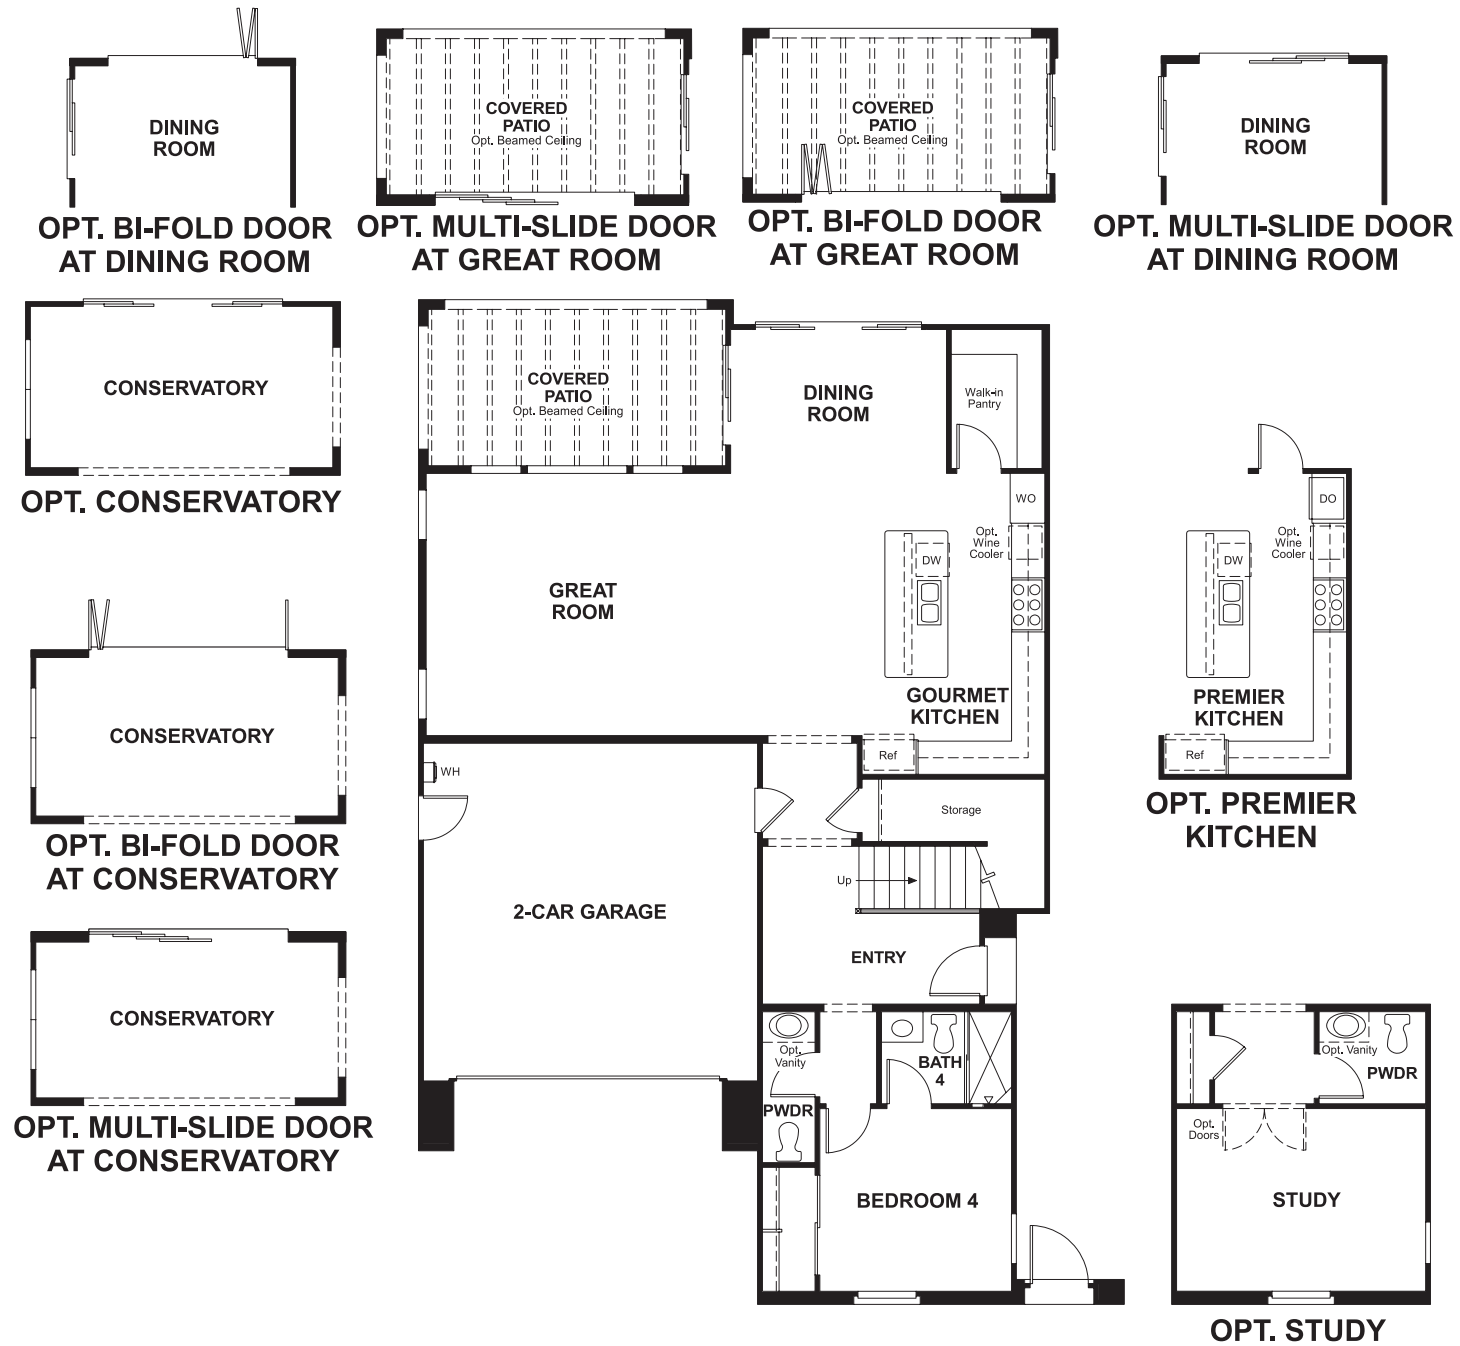 DINING
ROOM
OPT. BI-FOLD DOOR
AT DINING ROOM
COVERED
PATIO
Opt. Beamed Ceiling
OPT. MULTI-SLIDE DOOR
AT GREAT ROOM
COVERED
PATIO
Opt. Beamed Ceiling
OPT. BI-FOLD DOOR
AT GREAT ROOM
DINING
ROOM
OPT. MULTI-SLIDE DOOR
AT DINING ROOM
CONSERVATORY
OPT. CONSERVATORY
CONSERVATORY
OPT. BI-FOLD DOOR
AT CONSERVATORY
CONSERVATORY
OPT. MULTI-SLIDE DOOR
AT CONSERVATORY
COVERED
PATIO
Opt. Beamed Ceiling
DINING
ROOM
Walk-in
Pantry
WO
Opt.
Wine
Cooler
DW
GREAT
ROOM
GOURMET
KITCHEN
Ref
WH
Storage
Up
2-CAR GARAGE
ENTRY
Opt.
Vanity
BATH
4
PWDR
BEDROOM 4
DO
Opt.
Wine
Cooler
DW
PREMIER
KITCHEN
Ref
OPT. PREMIER
KITCHEN
Opt. Vanity
PWDR
Opt.
Doors
STUDY
OPT. STUDY